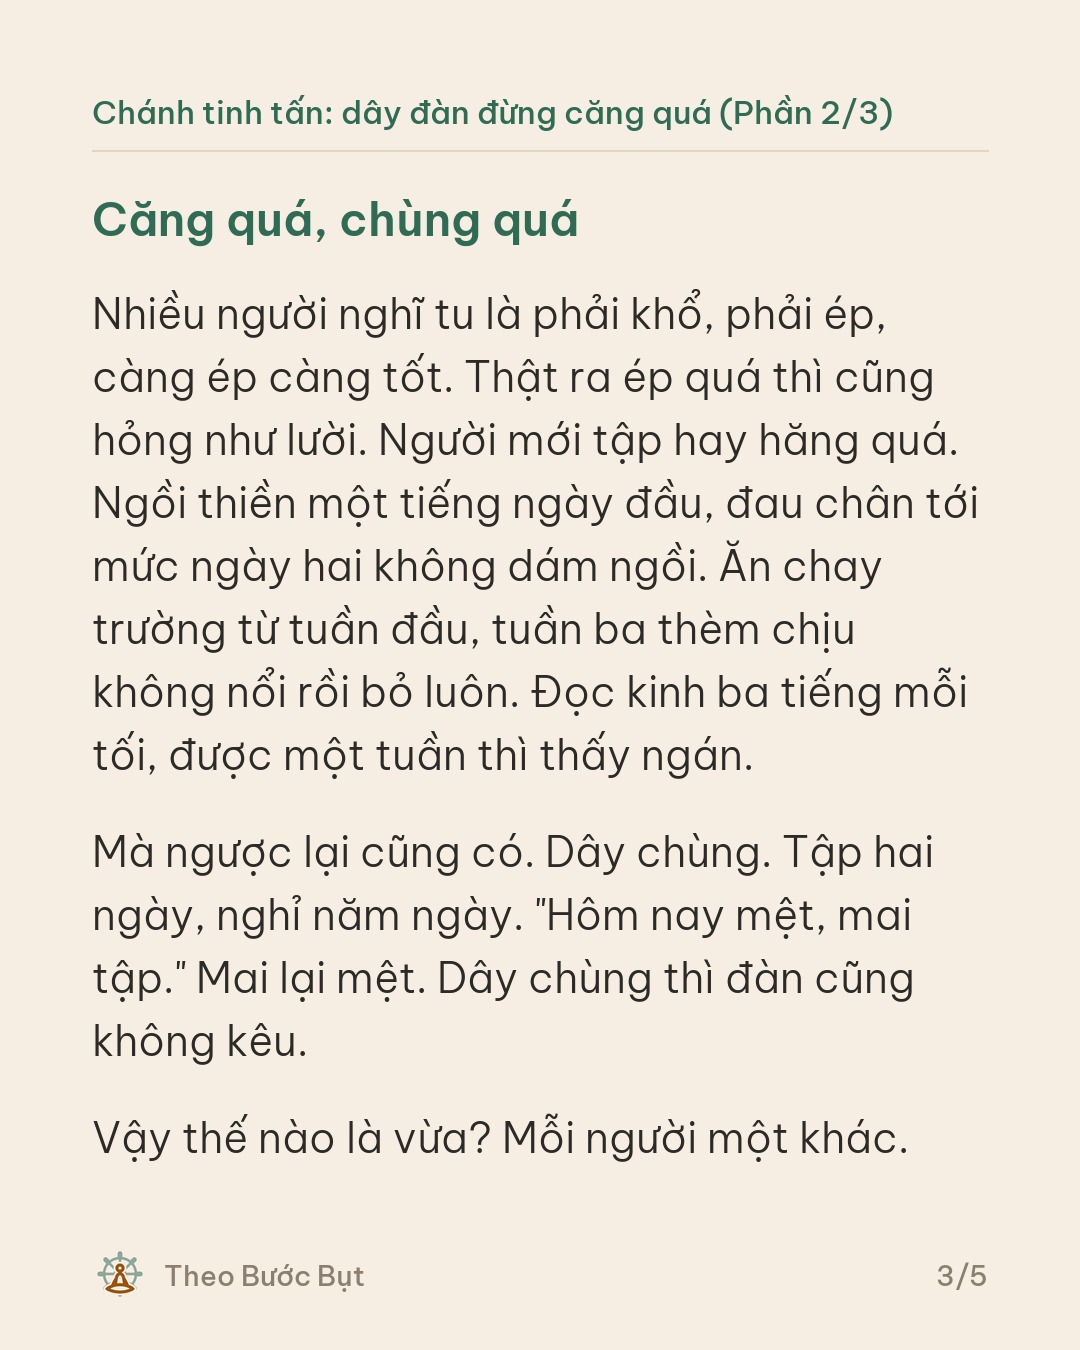 Chánh tinh tấn: dây đàn đừng căng quá (Phần 2/3)
Căng quá, chùng quá
Nhiều người nghĩ tu là phải khổ, phải ép,
càng ép càng tốt. Thật ra ép quá thì cũng
hỏng như lười. Người mới tập hay hăng quá.
Ngồi thiền một tiếng ngày đầu, đau chân tới
mức ngày hai không dám ngồi. Ăn chay
trường từ tuần đầu, tuần ba thèm chịu
không nổi rồi bỏ luôn. Đọc kinh ba tiếng mỗi
tối, được một tuần thì thấy ngán.
Mà ngược lại cũng có. Dây chùng. Tập hai
ngày, nghỉ năm ngày. "Hôm nay mệt, mai
tập." Mai lại mệt. Dây chùng thì đàn cũng
không kêu.
Vậy thế nào là vừa? Mỗi người một khác.
Theo Bước Bụt
3/5